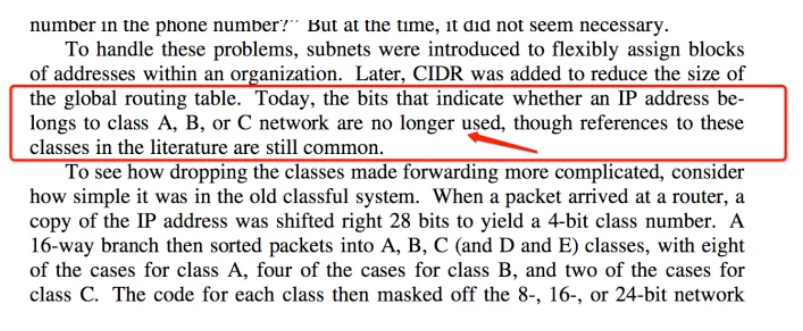 number in the phone number?'' But at the time, it did not seem necessary.
To handle these problems, subnets were introduced to flexibly assign blocks
of addresses within an organization. Later, CIDR was added to reduce the size of
the global routing table. Today, the bits that indicate whether an IP address be-
longs to class A, B, or C network are no longer used, though references to these
classes in the literature are still common.
To see how dropping the classes made forwarding more complicated, consider
how simple it was in the old classful system. When a packet arrived at a router, a
copy of the IP address was shifted right 28 bits to yield a 4-bit class number. A
16-way branch then sorted packets into A, B, C (and D and E) classes, with eight
of the cases for class A, four of the cases for class B, and two of the cases for
class C. The code for each class then masked off the 8-, 16-, or 24-bit network